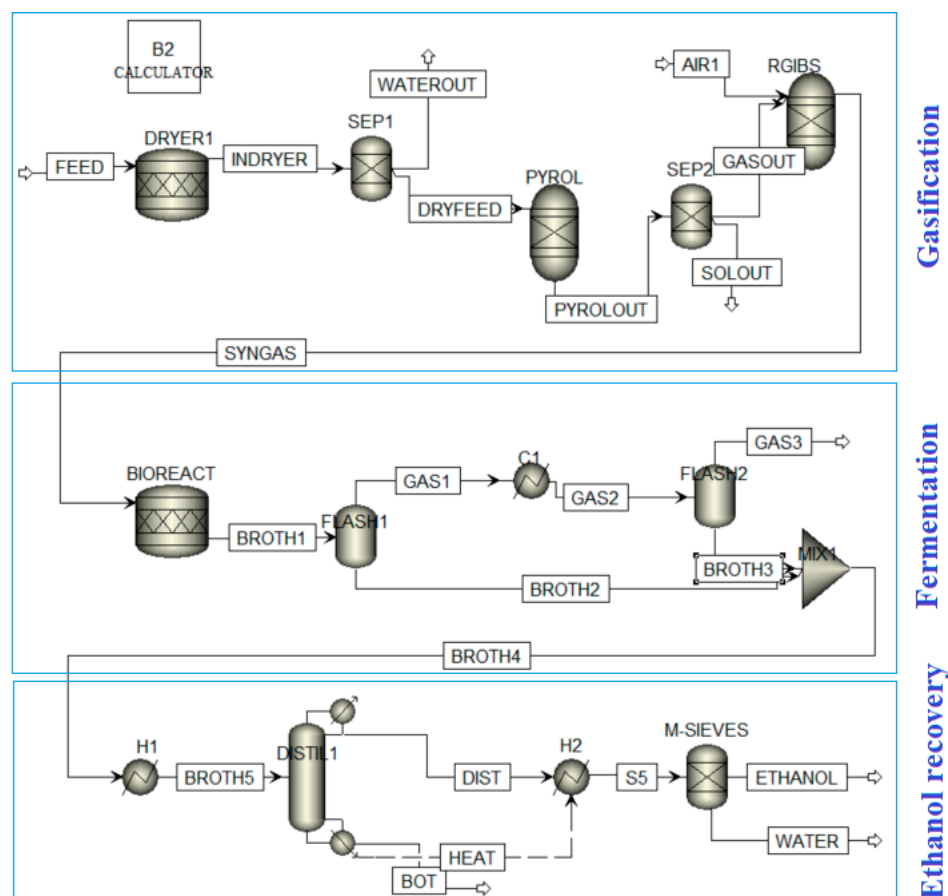 B2
CALCULATOR
WATEROUT
AIR1
RGIBS
SEP1
DRYER1
FEED
INDRYER
GASOUT
SEP2
PYROL
DRYFEED
SOLOUT
PYROLOUT
SYNGAS
Gasification
GAS3
C1
FLASH2
BIOREACT
GAS1
GAS2
FLASH1
BROTH1
MIX1
BROTH3
BROTH2
BROTH4
Fermentation
M-SIEVES
H1
DISTIL1
H2
BROTH5
DIST
S5
ETHANOL
WATER
HEAT
BOT
Ethanol recovery